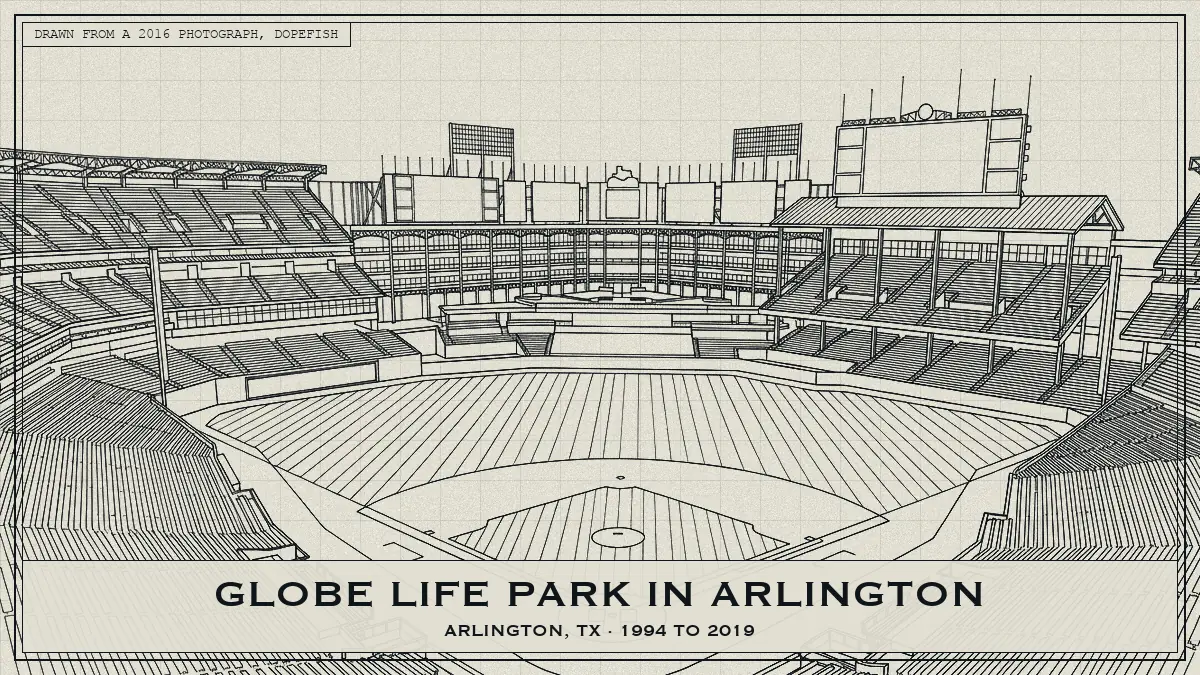 DRAWN FROM A 2016 PHOTOGRAPH, DOPEFISH
GLOBE LIFE PARK IN ARLINGTON
ARLINGTON, TX · 1994 TO 2019